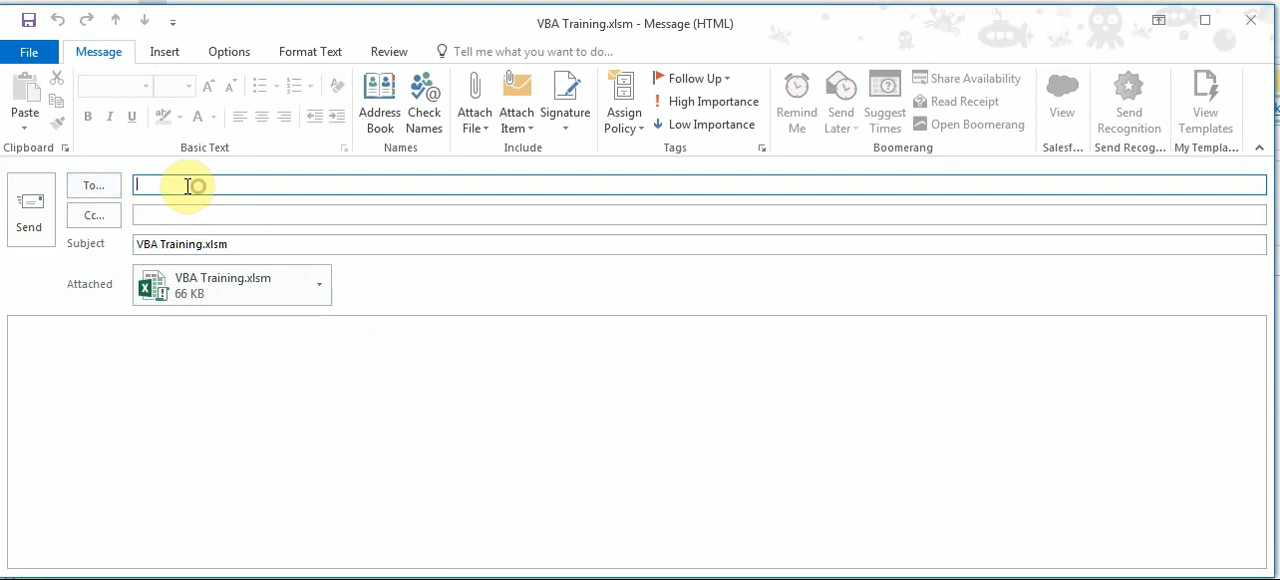 VBA Training.xlsm - Message (HTML)
File Message Insert Options Format Text Review Tell me what you want to do...
Paste
Clipboard
B I U A
Basic Text
Address Book
Check Names
Names
Attach File
Attach Item
Signature
Include
Assign Policy
Follow Up
High Importance
Low Importance
Tags
Remind Me
Send Later
Suggest Times
Share Availability
Read Receipt
Open Boomerang
Boomerang
View
Salesf...
Send Recognition
Send Recog...
View Templates
My Templa...
Send
To...
Cc...
Subject VBA Training.xlsm
Attached VBA Training.xlsm
66 KB